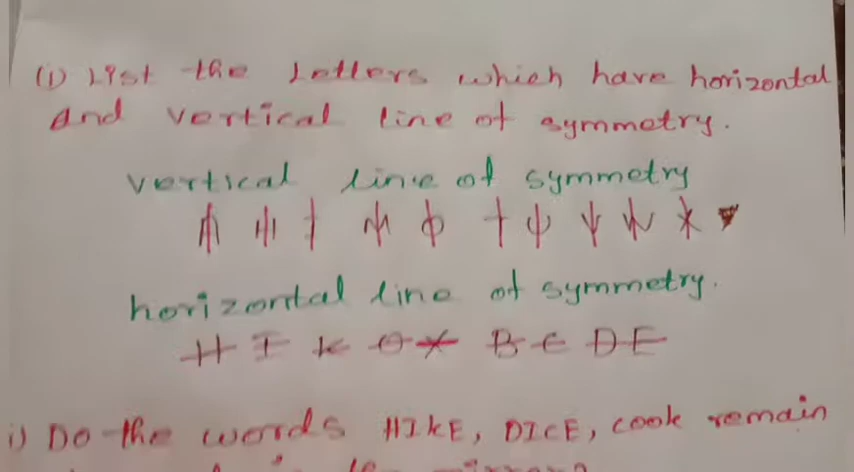 (i) List the Letters which have horizontal
and vertical line of symmetry.
vertical line of symmetry
A H I M O T U V W X
horizontal line of symmetry.
H I K O X B C D E
i) Do the words HIKE, DICE, cook remain